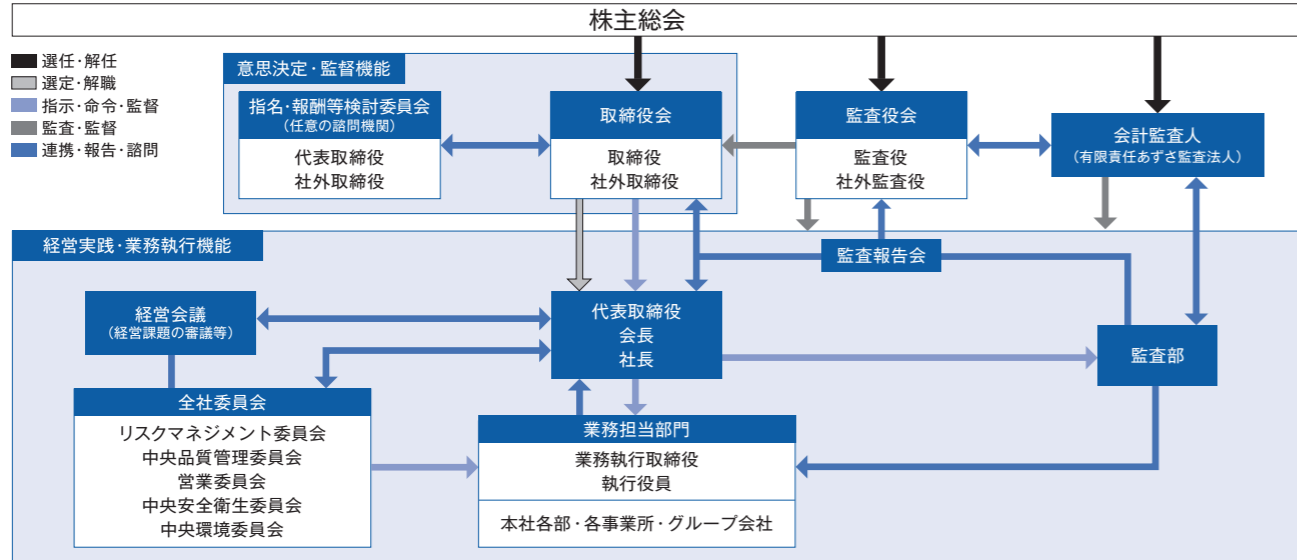 株主総会
選任・解任
選定・解職
指示・命令・監督
監査・監督
連携・報告・諮問
意思決定・監督機能
指名・報酬等検討委員会
（任意の諮問機関）
代表取締役
社外取締役
取締役会
取締役
社外取締役
監査役会
監査役
社外監査役
会計監査人
（有限責任あずさ監査法人）
経営実践・業務執行機能
監査報告会
経営会議
（経営課題の審議等）
代表取締役
会長
社長
監査部
全社委員会
リスクマネジメント委員会
中央品質管理委員会
営業委員会
中央安全衛生委員会
中央環境委員会
業務担当部門
業務執行取締役
執行役員
本社各部・各事業所・グループ会社